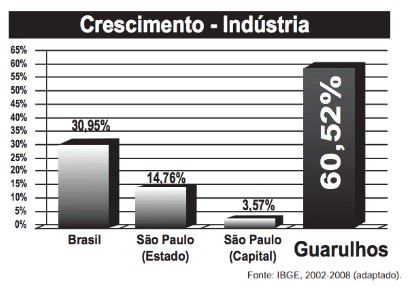 Crescimento - Indústria
65%
60%
55%
50%
45%
40%
35%
30%
25%
20%
15%
10%
5%
0%
30,95%
14,76%
3,57%
60,52%
Brasil
São Paulo
(Estado)
São Paulo
(Capital)
Guarulhos
Fonte: IBGE, 2002-2008 (adaptado).